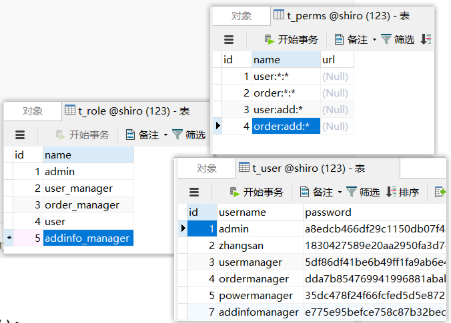 对象 t_perms @shiro (123) - 表
开始事务 备注 筛选
id name url
1 user:*:* (Null)
2 order:*:* (Null)
3 user:add:* (Null)
4 order:add:* (Null)
对象 t_role @shiro (123) - 表
开始事务 备注 筛选
id name
1 admin
2 user_manager
3 order_manager
4 user
5 addinfo_manager
对象 t_user @shiro (123) - 表
开始事务 备注 筛选 排序
id username password
1 admin a8edcb466df29c1150db07f4
2 zhangsan 1830427589e20aa2950fa3d7
3 usermanager 5df86df41be6b49ff1fa9ab6e4
4 ordermanager dda7b854769941996881abal
5 powermanager 35dc478f24f66fcfed5d5e872
7 addinfomanager e775e95befce758c87b32bec